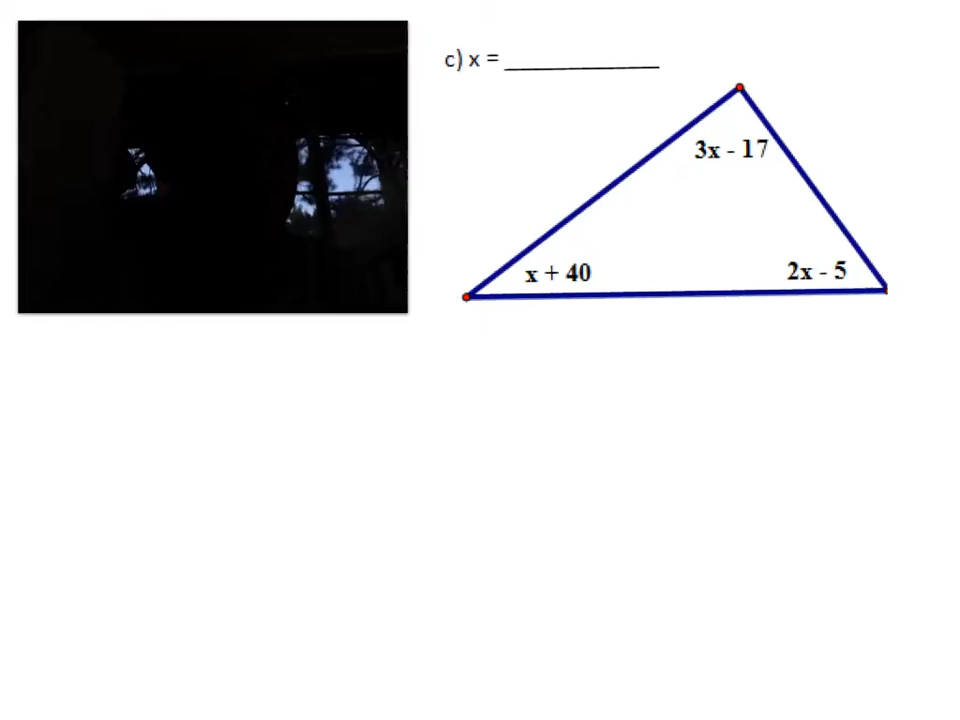 c) x = ____________
3x - 17
x + 40
2x - 5